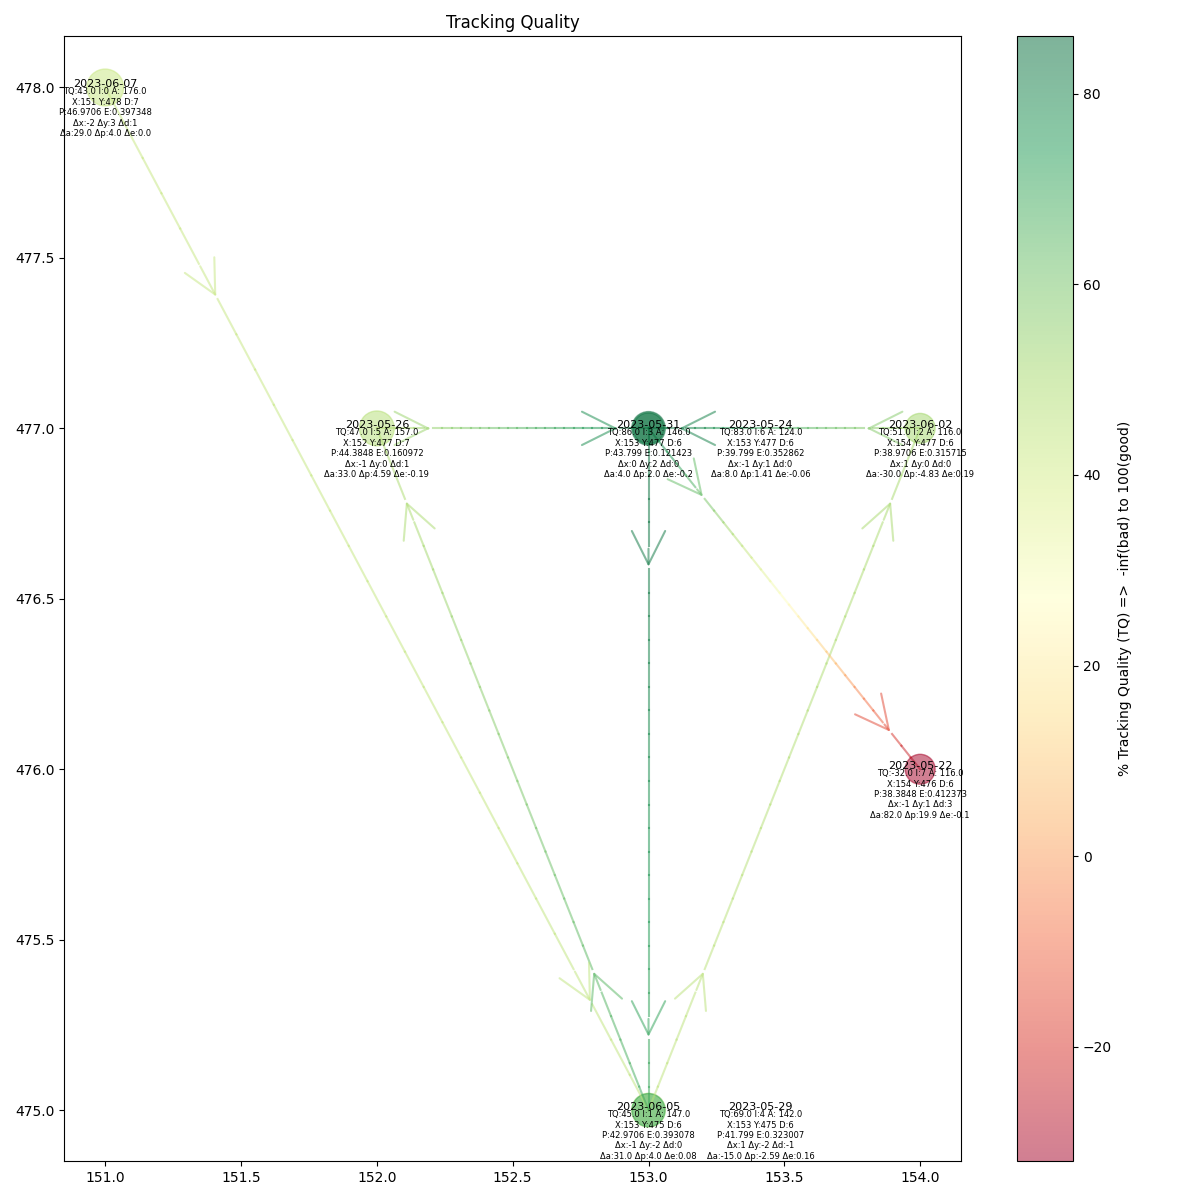 Tracking Quality
478.0
477.5
477.0
476.5
476.0
475.5
475.0
151.0
151.5
152.0
152.5
153.0
153.5
154.0
2023-06-07
TQ:43.0 I:0 A: 176.0
X:151 Y:478 D:7
P:46.9706 E:0.397348
Δx:-2 Δy:3 Δd:1
Δa:29.0 Δp:4.0 Δe:0.0
2023-05-26
TQ:47.0 I:5 A: 157.0
X:152 Y:477 D:7
P:44.3848 E:0.160972
Δx:-1 Δy:0 Δd:1
Δa:33.0 Δp:4.59 Δe:-0.19
2023-05-31
TQ:86.0 I:3 A: 146.0
X:153 Y:477 D:6
P:43.799 E:0.121423
Δx:0 Δy:2 Δd:0
Δa:4.0 Δp:2.0 Δe:-0.2
2023-05-24
TQ:83.0 I:6 A: 124.0
X:153 Y:477 D:6
P:39.799 E:0.352862
Δx:-1 Δy:1 Δd:0
Δa:8.0 Δp:1.41 Δe:-0.06
2023-06-02
TQ:51.0 I:2 A: 116.0
X:154 Y:477 D:6
P:38.9706 E:0.315715
Δx:1 Δy:0 Δd:0
Δa:-30.0 Δp:-4.83 Δe:0.19
2023-05-22
TQ:-32.0 I:7 A: 116.0
X:154 Y:476 D:6
P:38.3848 E:0.412373
Δx:-1 Δy:1 Δd:3
Δa:82.0 Δp:19.9 Δe:-0.1
2023-06-05
TQ:45.0 I:1 A: 147.0
X:153 Y:475 D:6
P:42.9706 E:0.393078
Δx:-1 Δy:-2 Δd:0
Δa:31.0 Δp:4.0 Δe:0.08
2023-05-29
TQ:69.0 I:4 A: 142.0
X:153 Y:475 D:6
P:41.799 E:0.323007
Δx:1 Δy:-2 Δd:-1
Δa:-15.0 Δp:-2.59 Δe:0.16
80
60
40
20
0
−20
% Tracking Quality (TQ) => -inf(bad) to 100(good)